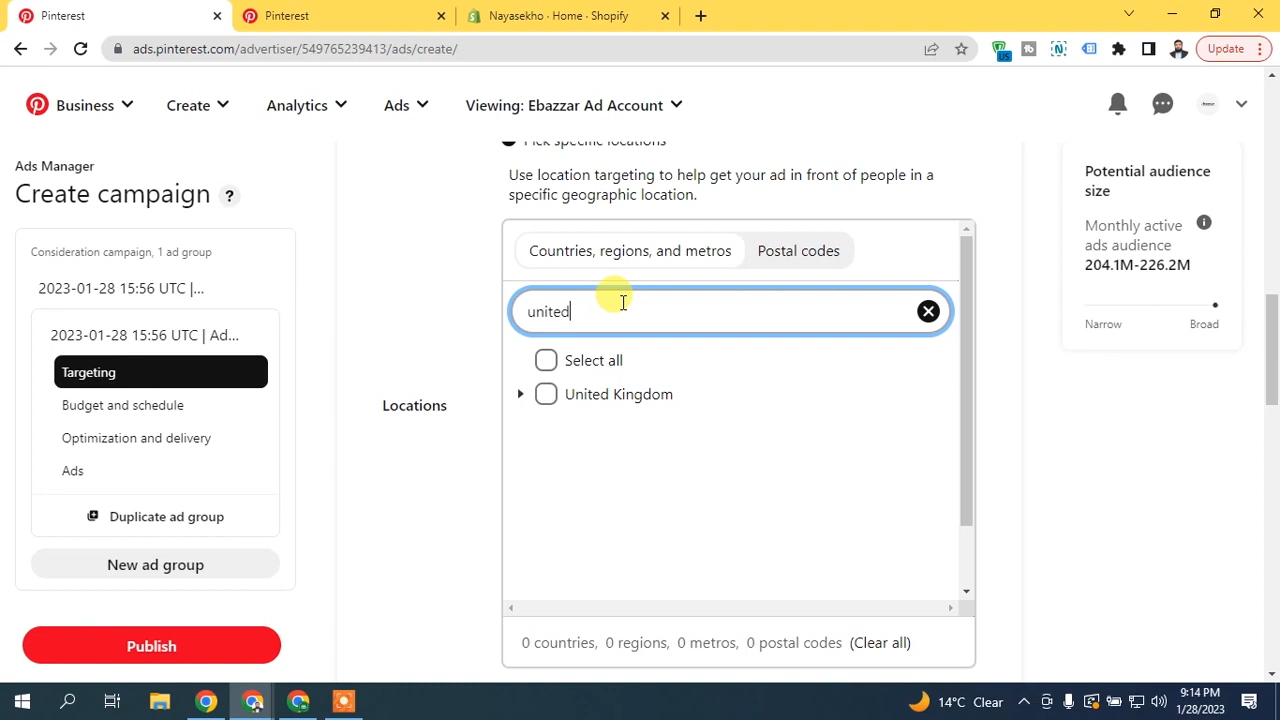 Pinterest
Pinterest
Nayasekho · Home · Shopify
ads.pinterest.com/advertiser/549765239413/ads/create/
US
Update
Business
Create
Analytics
Ads
Viewing: Ebazzar Ad Account
Ads Manager
Create campaign ?
Consideration campaign, 1 ad group
2023-01-28 15:56 UTC |...
2023-01-28 15:56 UTC | Ad...
Targeting
Budget and schedule
Optimization and delivery
Ads
Duplicate ad group
New ad group
Publish
Locations
Pick specific locations
Use location targeting to help get your ad in front of people in a
specific geographic location.
Countries, regions, and metros
Postal codes
united
Select all
United Kingdom
0 countries, 0 regions, 0 metros, 0 postal codes (Clear all)
Potential audience
size
Monthly active
ads audience
204.1M-226.2M
Narrow
Broad
14°C Clear
9:14 PM
1/28/2023